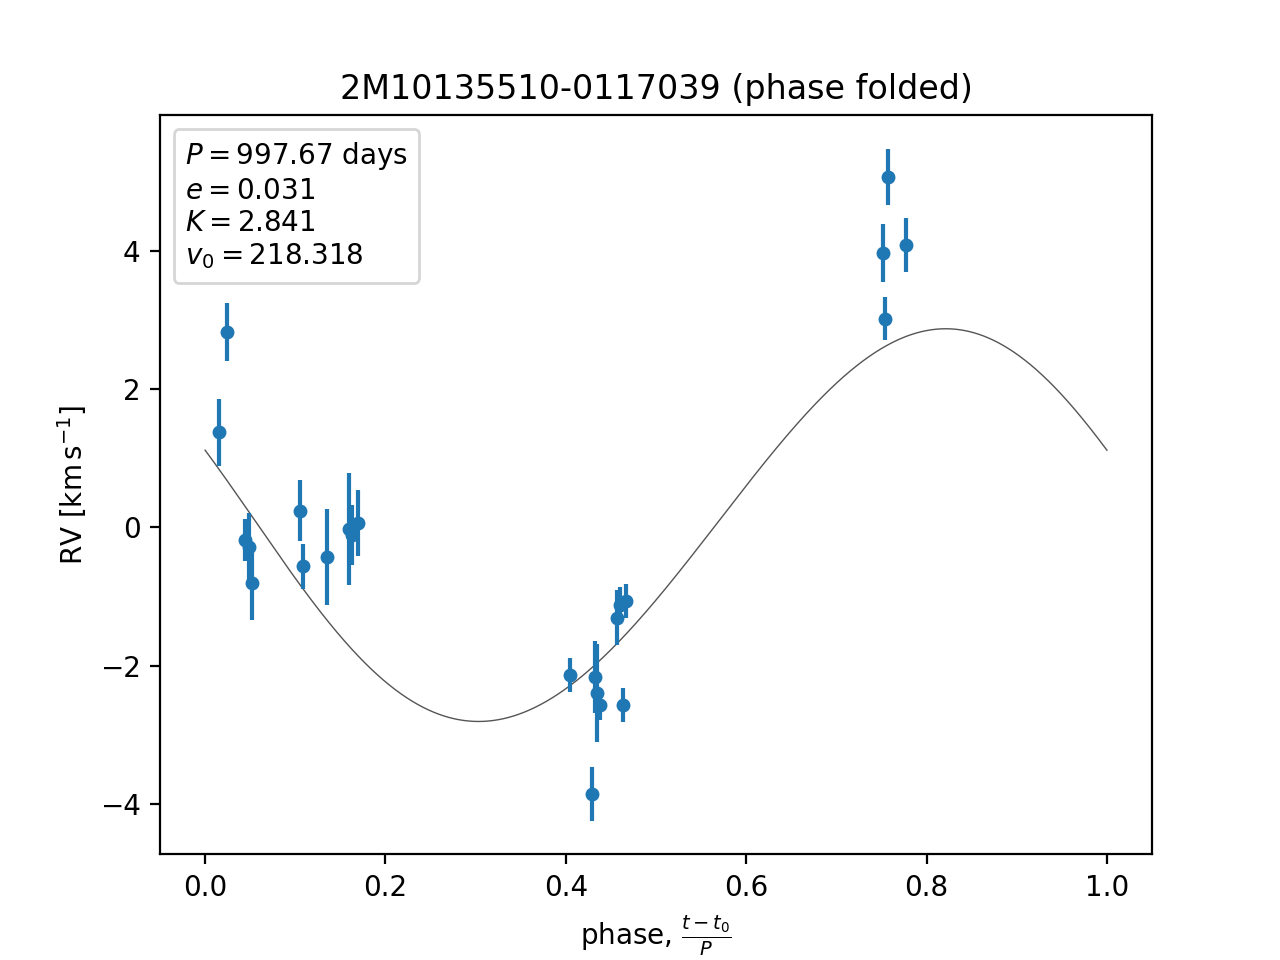 2M10135510-0117039 (phase folded)
P = 997.67 days
e = 0.031
K = 2.841
v₀ = 218.318
4
2
0
−2
−4
RV [km s⁻¹]
0.0 0.2 0.4 0.6 0.8 1.0
phase, (t − t₀)/P